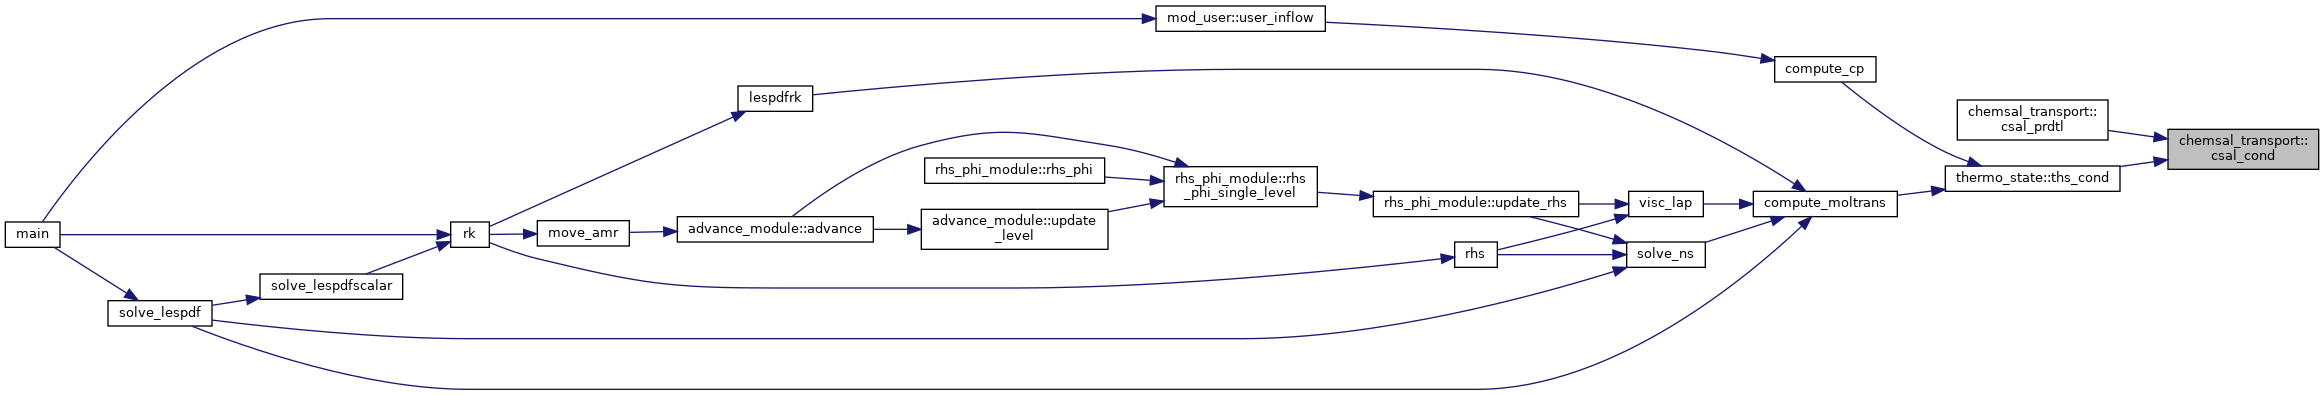 mod_user::user_inflow
compute_cp
lespdfrk
chemsal_transport::
csal_prdtl
chemsal_transport::
csal_cond
rhs_phi_module::rhs_phi
rhs_phi_module::rhs
_phi_single_level
thermo_state::ths_cond
rhs_phi_module::update_rhs
visc_lap
compute_moltrans
main
rk
move_amr
advance_module::advance
advance_module::update
_level
rhs
solve_ns
solve_lespdfscalar
solve_lespdf